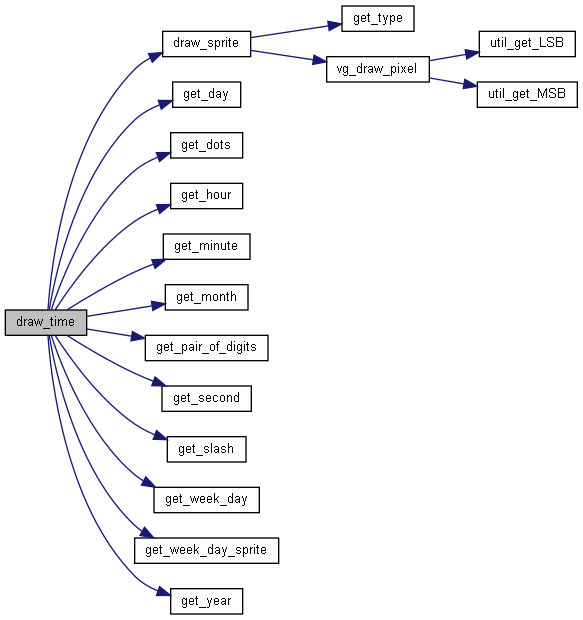 draw_time
draw_sprite
get_type
vg_draw_pixel
util_get_LSB
util_get_MSB
get_day
get_dots
get_hour
get_minute
get_month
get_pair_of_digits
get_second
get_slash
get_week_day
get_week_day_sprite
get_year